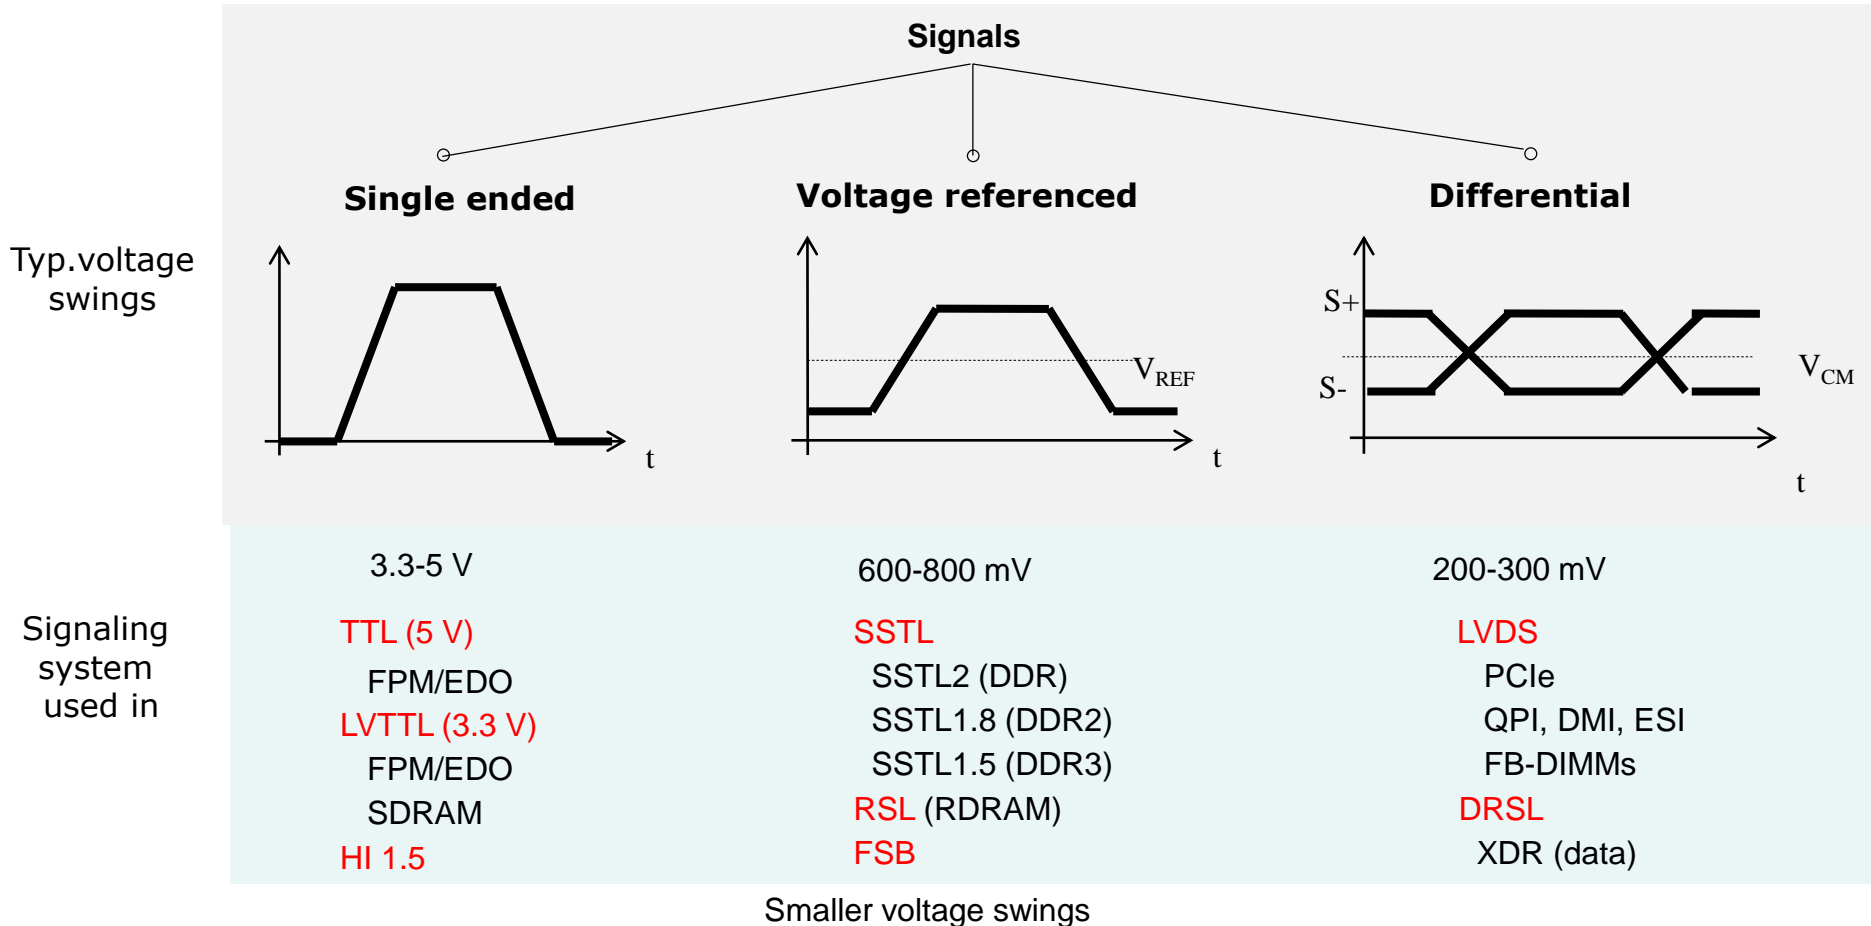 Signals
Single ended
Voltage referenced
Differential
Typ.voltage
swings
t
V_REF
t
S+
S-
V_CM
t
Signaling
system
used in
3.3-5 V
TTL (5 V)
FPM/EDO
LVTTL (3.3 V)
FPM/EDO
SDRAM
HI 1.5
600-800 mV
SSTL
SSTL2 (DDR)
SSTL1.8 (DDR2)
SSTL1.5 (DDR3)
RSL (RDRAM)
FSB
200-300 mV
LVDS
PCIe
QPI, DMI, ESI
FB-DIMMs
DRSL
XDR (data)
Smaller voltage swings